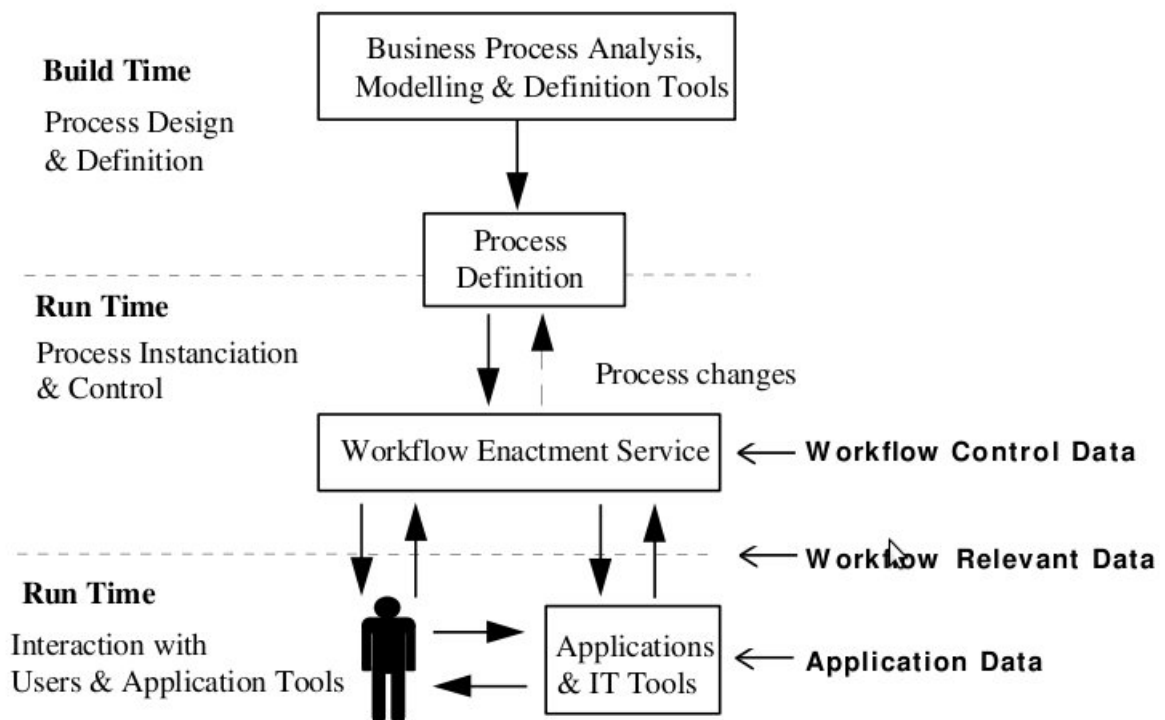 Business Process Analysis,
Modelling & Definition Tools
Build Time
Process Design
& Definition
Process
Definition
Run Time
Process Instanciation
& Control
Process changes
Workflow Enactment Service
Workflow Control Data
Workflow Relevant Data
Run Time
Interaction with
Users & Application Tools
Applications
& IT Tools
Application Data